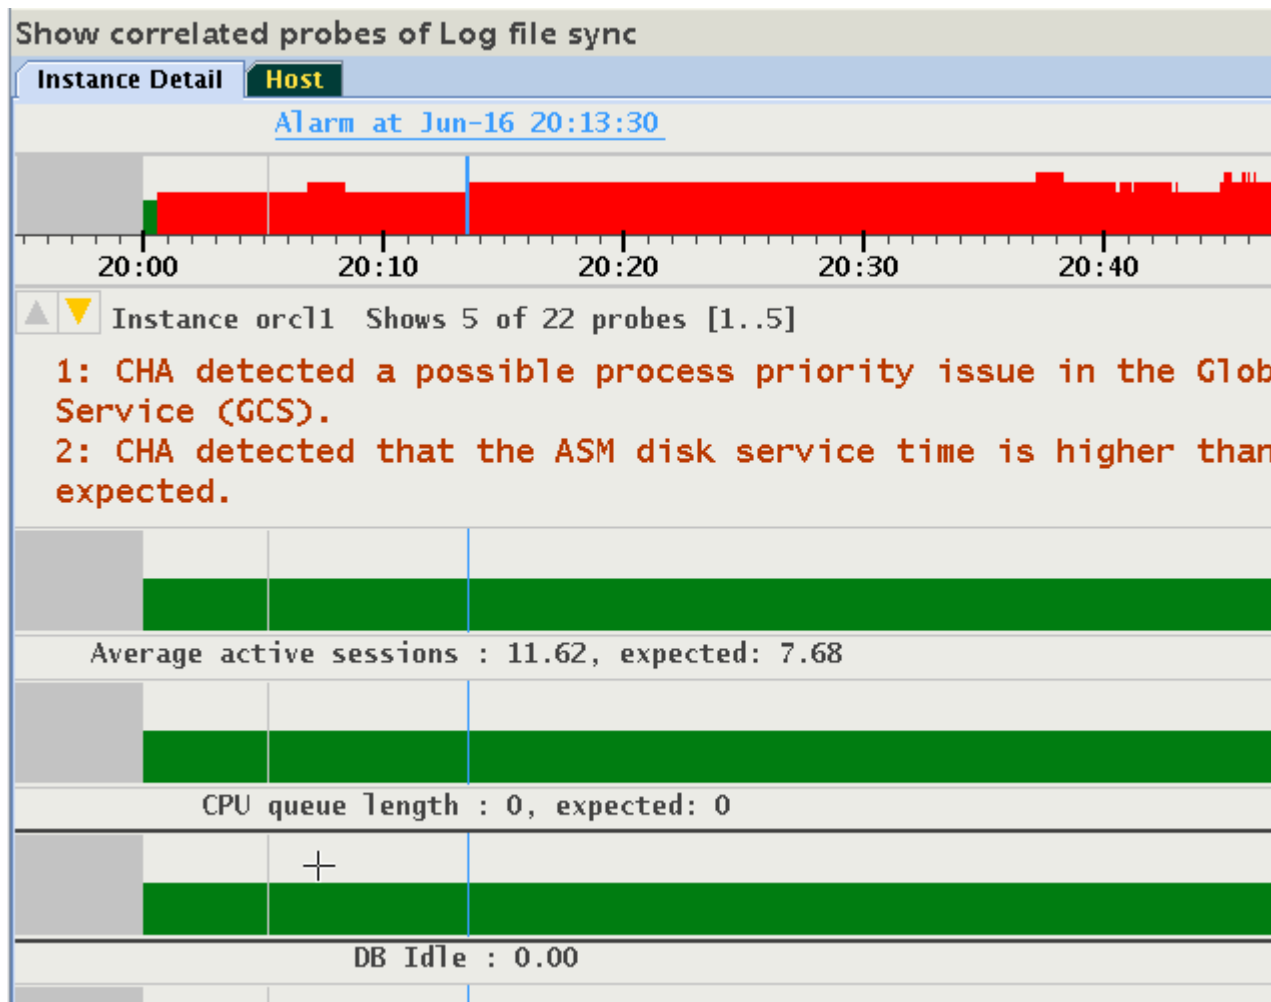 Show correlated probes of Log file sync
Instance Detail Host
Alarm at Jun-16 20:13:30
20:00 20:10 20:20 20:30 20:40
Instance orcl1 Shows 5 of 22 probes [1..5]
1: CHA detected a possible process priority issue in the Glob
Service (GCS).
2: CHA detected that the ASM disk service time is higher than
expected.
Average active sessions : 11.62, expected: 7.68
CPU queue length : 0, expected: 0
DB Idle : 0.00